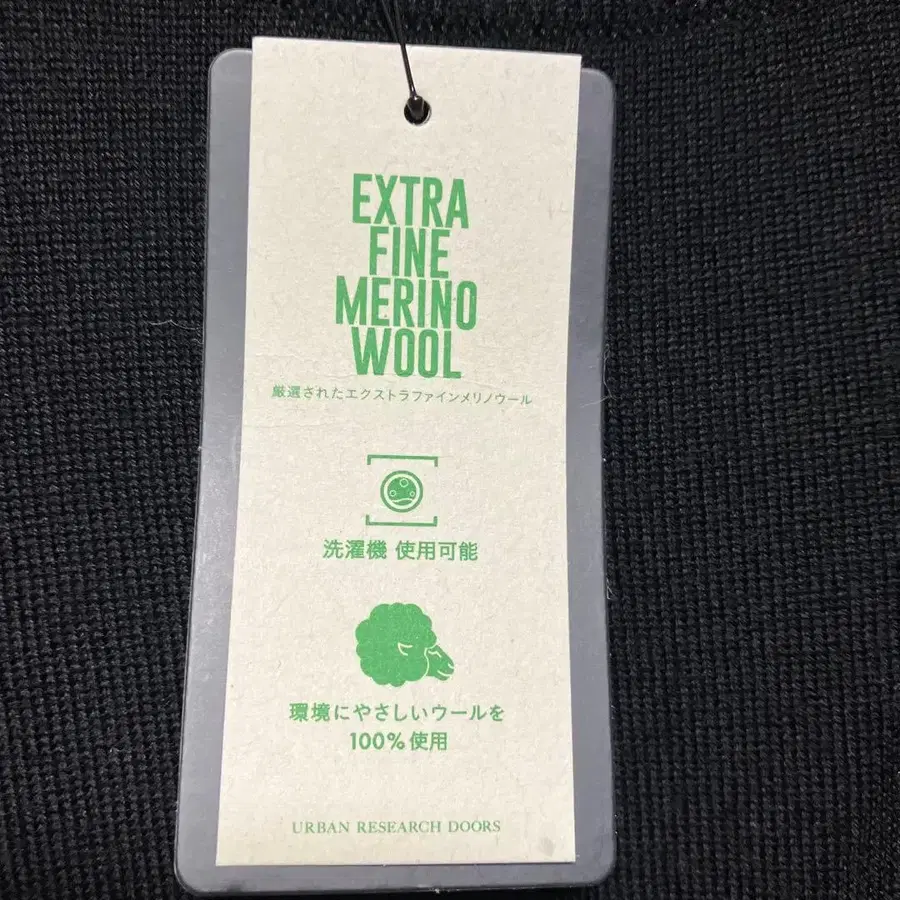 EXTRA
FINE
MERINO
WOOL
厳選されたエクストラファインメリノウール
洗濯機 使用可能
環境にやさしいウールを
100%使用
URBAN RESEARCH DOORS